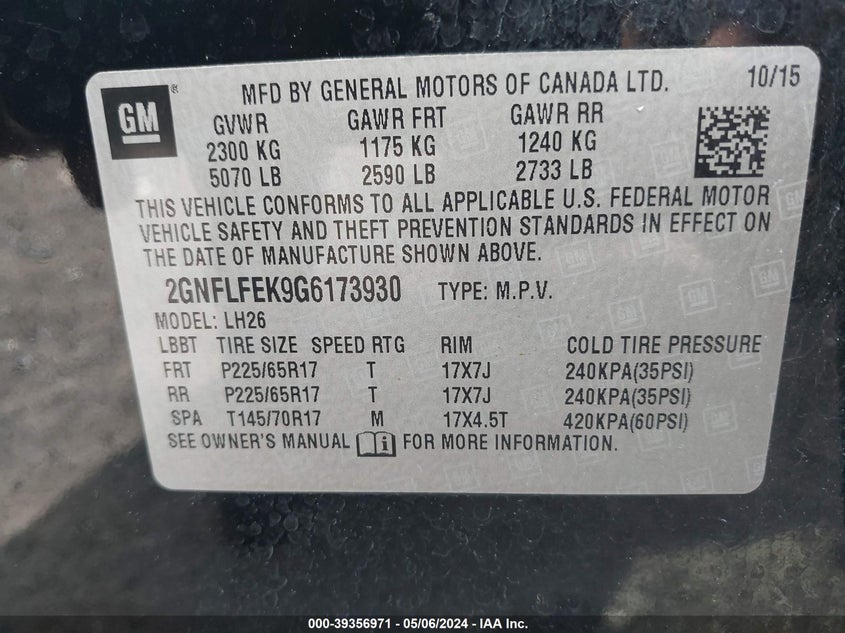 GM®
MFD BY GENERAL MOTORS OF CANADA LTD. 10/15
GVWR GAWR FRT GAWR RR
2300 KG 1175 KG 1240 KG
5070 LB 2590 LB 2733 LB
THIS VEHICLE CONFORMS TO ALL APPLICABLE U.S. FEDERAL MOTOR
VEHICLE SAFETY AND THEFT PREVENTION STANDARDS IN EFFECT ON
THE DATE OF MANUFACTURE SHOWN ABOVE.
2GNFLFEK9G6173930 TYPE: M.P.V.
MODEL: LH26
LBBT TIRE SIZE SPEED RTG RIM COLD TIRE PRESSURE
FRT P225/65R17 T 17X7J 240KPA(35PSI)
RR P225/65R17 T 17X7J 240KPA(35PSI)
SPA T145/70R17 M 17X4.5T 420KPA(60PSI)
SEE OWNER'S MANUAL i FOR MORE INFORMATION.
000-39356971 - 05/06/2024 - IAA Inc.